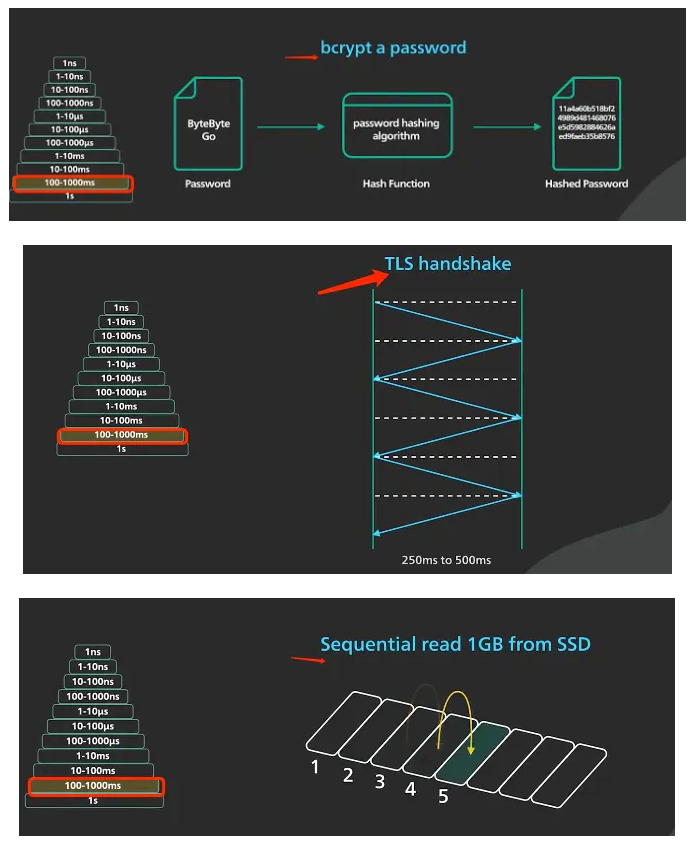 bcrypt a password
1ns
1-10ns
10-100ns
100-1000ns
1-10µs
10-100µs
100-1000µs
1-10ms
10-100ms
100-1000ms
1s
ByteByte
Go
Password
password hashing
algorithm
Hash Function
11a4a60b518bf2
4989d481468076
e5d5982884626a
ed9faeb35b8576
Hashed Password
TLS handshake
1ns
1-10ns
10-100ns
100-1000ns
1-10µs
10-100µs
100-1000µs
1-10ms
10-100ms
100-1000ms
1s
250ms to 500ms
Sequential read 1GB from SSD
1ns
1-10ns
10-100ns
100-1000ns
1-10µs
10-100µs
100-1000µs
1-10ms
10-100ms
100-1000ms
1s
1
2
3
4
5